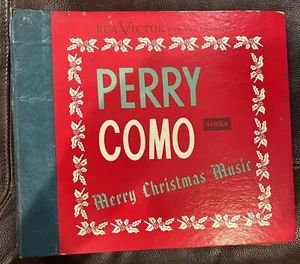 RCA VICTOR
PERRY
COMO SINGS
Merry Christmas Music